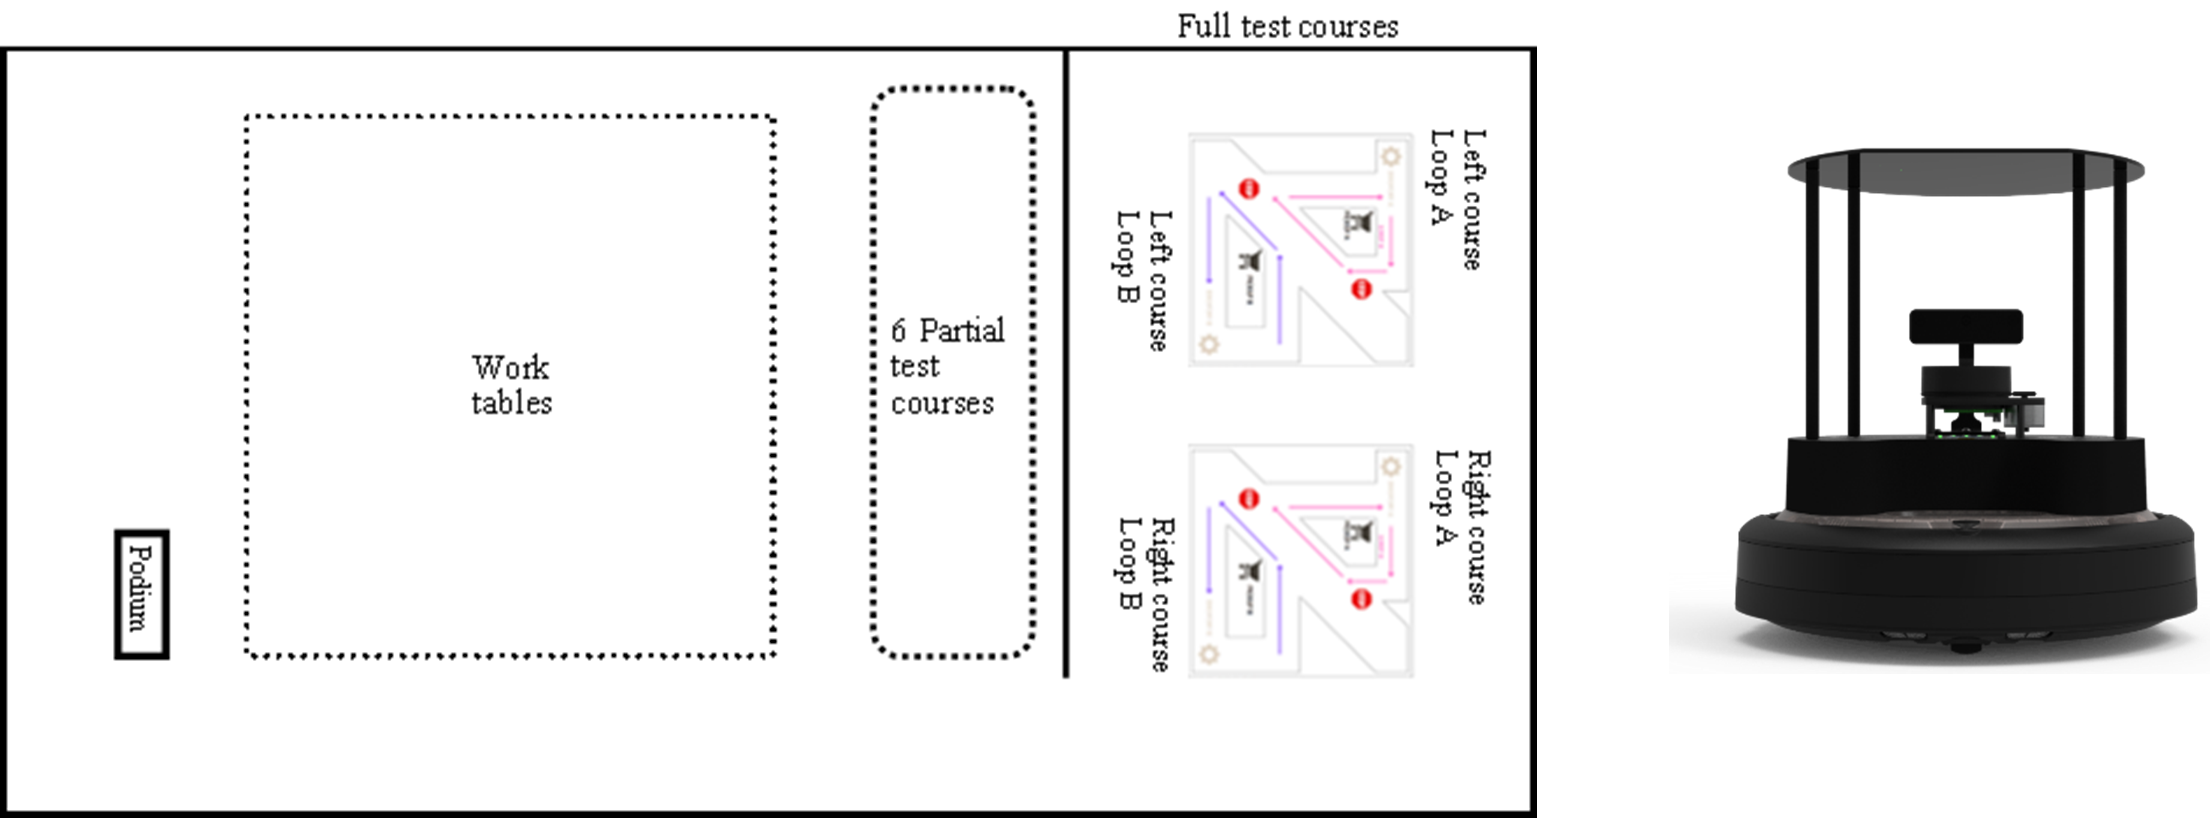 Full test courses
Work
tables
6 Partial
test
courses
Podium
Left course
Loop A
Left course
Loop B
Right course
Loop A
Right course
Loop B